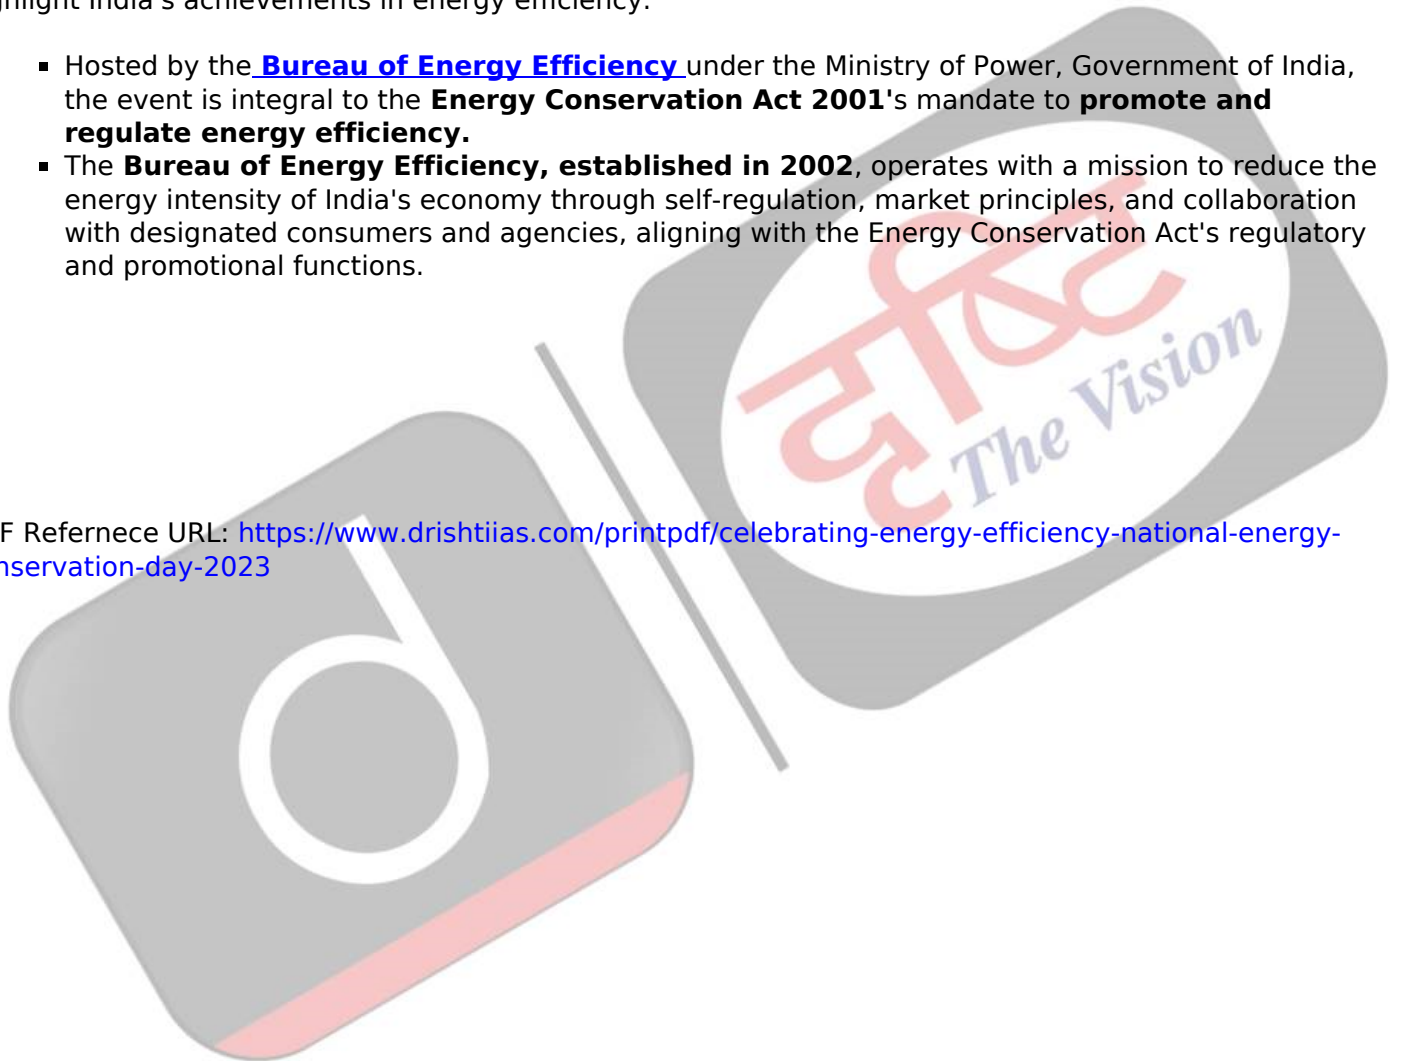 highlight India's achievements in energy efficiency.
Hosted by the Bureau of Energy Efficiency under the Ministry of Power, Government of India,
the event is integral to the Energy Conservation Act 2001's mandate to promote and
regulate energy efficiency.
The Bureau of Energy Efficiency, established in 2002, operates with a mission to reduce the
energy intensity of India's economy through self-regulation, market principles, and collaboration
with designated consumers and agencies, aligning with the Energy Conservation Act's regulatory
and promotional functions.
दृष्टि
The Vision
F Refernece URL: https://www.drishtiias.com/printpdf/celebrating-energy-efficiency-national-energy-
nservation-day-2023
d